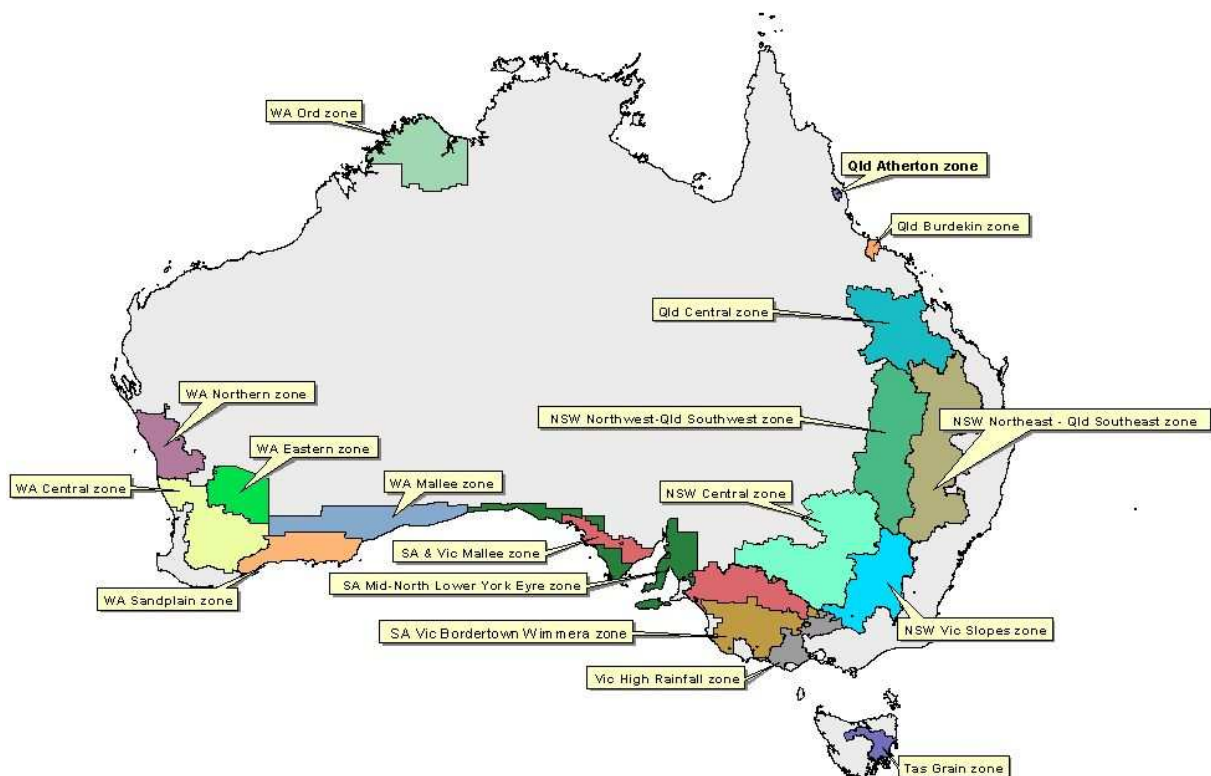 WA Ord zone
Qld Atherton zone
Qld Burdekin zone
Qld Central zone
WA Northern zone
NSW Northwest-Qld Southwest zone
NSW Northeast - Qld Southeast zone
WA Eastern zone
WA Central zone
WA Mallee zone
NSW Central zone
SA & Vic Mallee zone
SA Mid-North Lower York Eyre zone
WA Sandplain zone
SA Vic Bordertown Wimmera zone
NSW Vic Slopes zone
Vic High Rainfall zone
Tas Grain zone